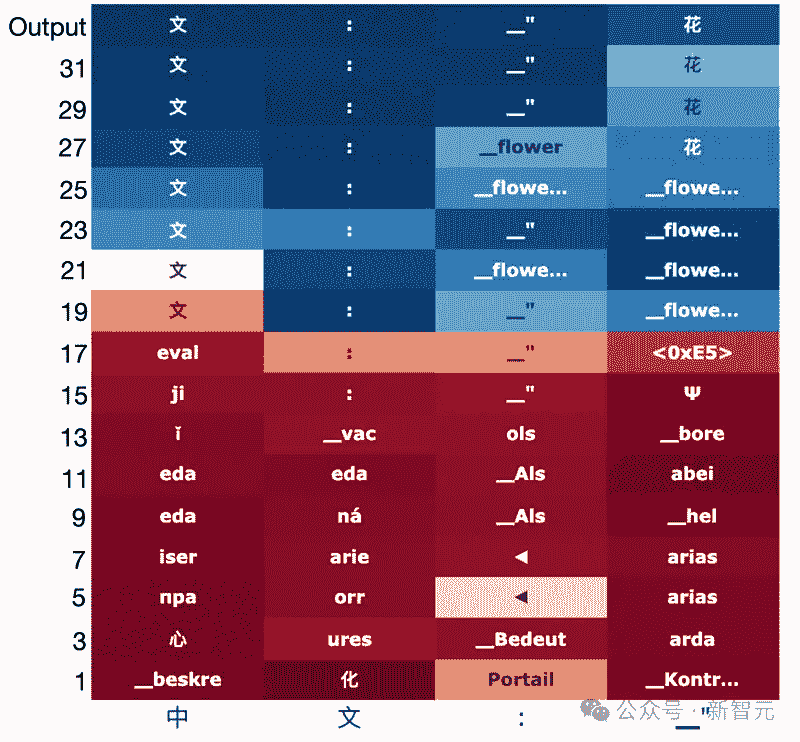 Output 文 : __" 花
31 文 : __" 花
29 文 : __" 花
27 文 : __flower 花
25 文 : __flowe... __flowe...
23 文 : __" __flowe...
21 文 : __flowe... __flowe...
19 文 : __" __flowe...
17 eval : __" <0xE5>
15 ji : __" Ψ
13 ǐ __vac ols __bore
11 eda eda __Als abei
9 eda ná __Als __hel
7 iser arie ◄ arias
5 npa orr ◄ arias
3 心 ures __Bedeut arda
1 __beskre 化 Portail __Kontr...
中 文 : __"
公众号 · 新智元